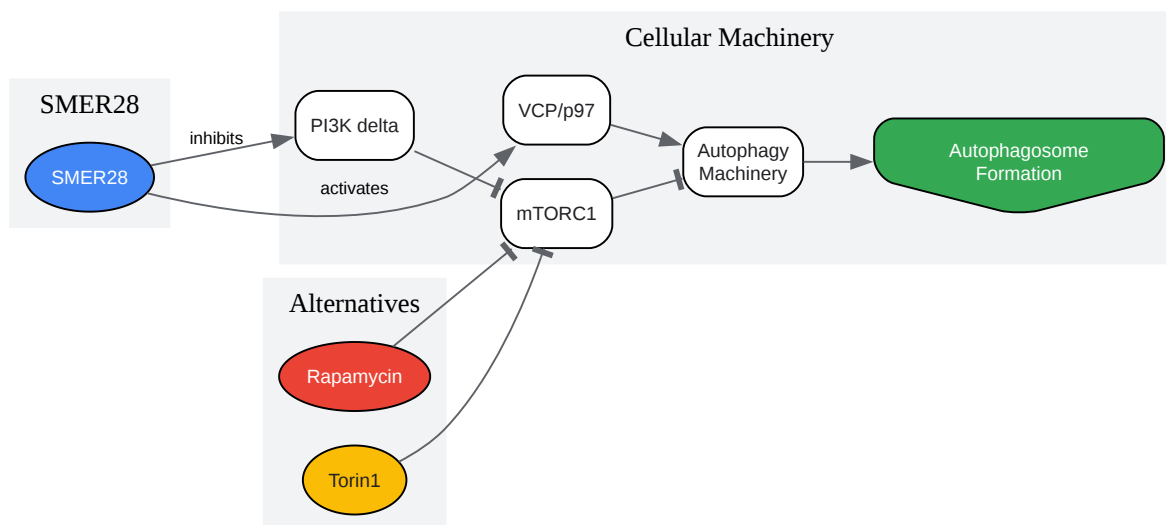 Cellular Machinery
SMER28
SMER28
inhibits
activates
PI3K delta
VCP/p97
mTORC1
Autophagy
Machinery
Autophagosome
Formation
Alternatives
Rapamycin
Torin1